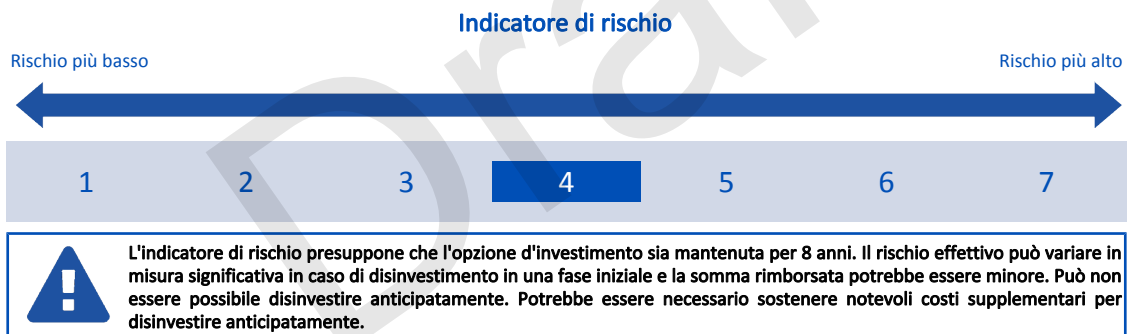 Indicatore di rischio
Rischio più basso
Rischio più alto
1 2 3 4 5 6 7
L'indicatore di rischio presuppone che l'opzione d'investimento sia mantenuta per 8 anni. Il rischio effettivo può variare in
misura significativa in caso di disinvestimento in una fase iniziale e la somma rimborsata potrebbe essere minore. Può non
essere possibile disinvestire anticipatamente. Potrebbe essere necessario sostenere notevoli costi supplementari per
disinvestire anticipatamente.